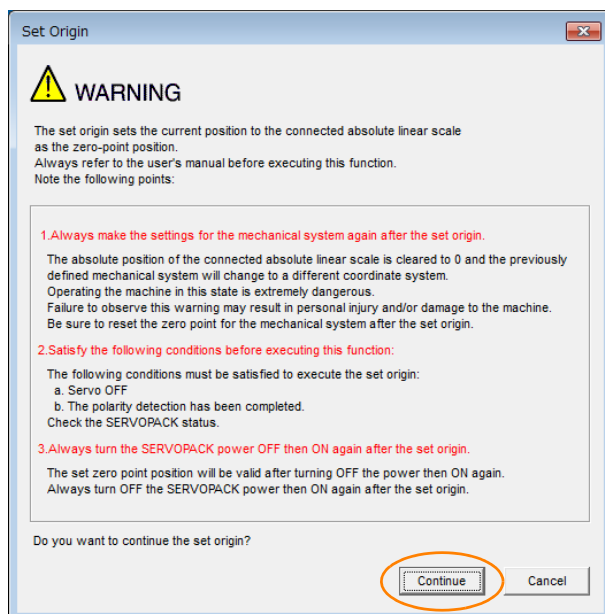 Set Origin
WARNING
The set origin sets the current position to the connected absolute linear scale
as the zero-point position.
Always refer to the user's manual before executing this function.
Note the following points:
1.Always make the settings for the mechanical system again after the set origin.
The absolute position of the connected absolute linear scale is cleared to 0 and the previously
defined mechanical system will change to a different coordinate system.
Operating the machine in this state is extremely dangerous.
Failure to observe this warning may result in personal injury and/or damage to the machine.
Be sure to reset the zero point for the mechanical system after the set origin.
2.Satisfy the following conditions before executing this function:
The following conditions must be satisfied to execute the set origin:
a. Servo OFF
b. The polarity detection has been completed.
Check the SERVOPACK status.
3.Always turn the SERVOPACK power OFF then ON again after the set origin.
The set zero point position will be valid after turning OFF the power then ON again.
Always turn OFF the SERVOPACK power then ON again after the set origin.
Do you want to continue the set origin?
Continue Cancel